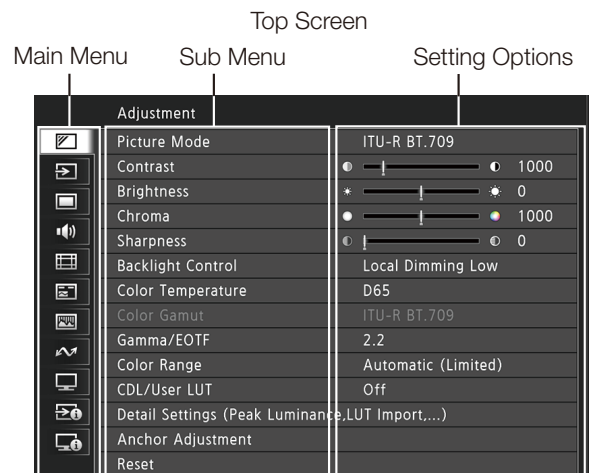 Top Screen
Main Menu Sub Menu Setting Options
Adjustment
Picture Mode ITU-R BT.709
Contrast 1000
Brightness 0
Chroma 1000
Sharpness 0
Backlight Control Local Dimming Low
Color Temperature D65
Color Gamut ITU-R BT.709
Gamma/EOTF 2.2
Color Range Automatic (Limited)
CDL/User LUT Off
Detail Settings (Peak Luminance,LUT Import,...)
Anchor Adjustment
Reset